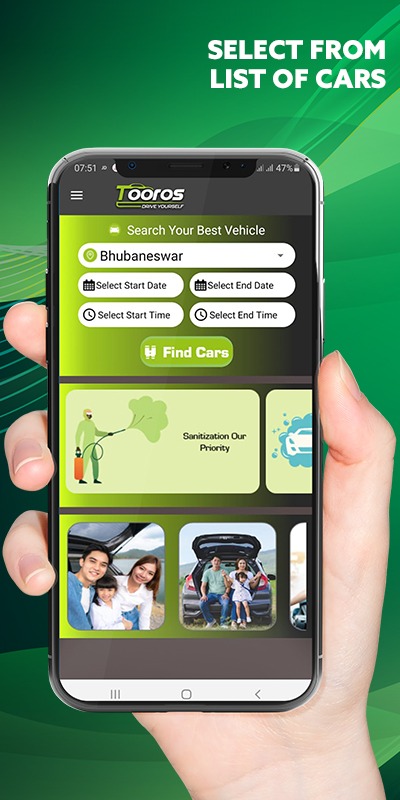 SELECT FROM
LIST OF CARS
07:51
47%
Tooros
DRIVE YOURSELF
Search Your Best Vehicle
Bhubaneswar
Select Start Date
Select End Date
Select Start Time
Select End Time
Find Cars
Sanitization Our
Priority